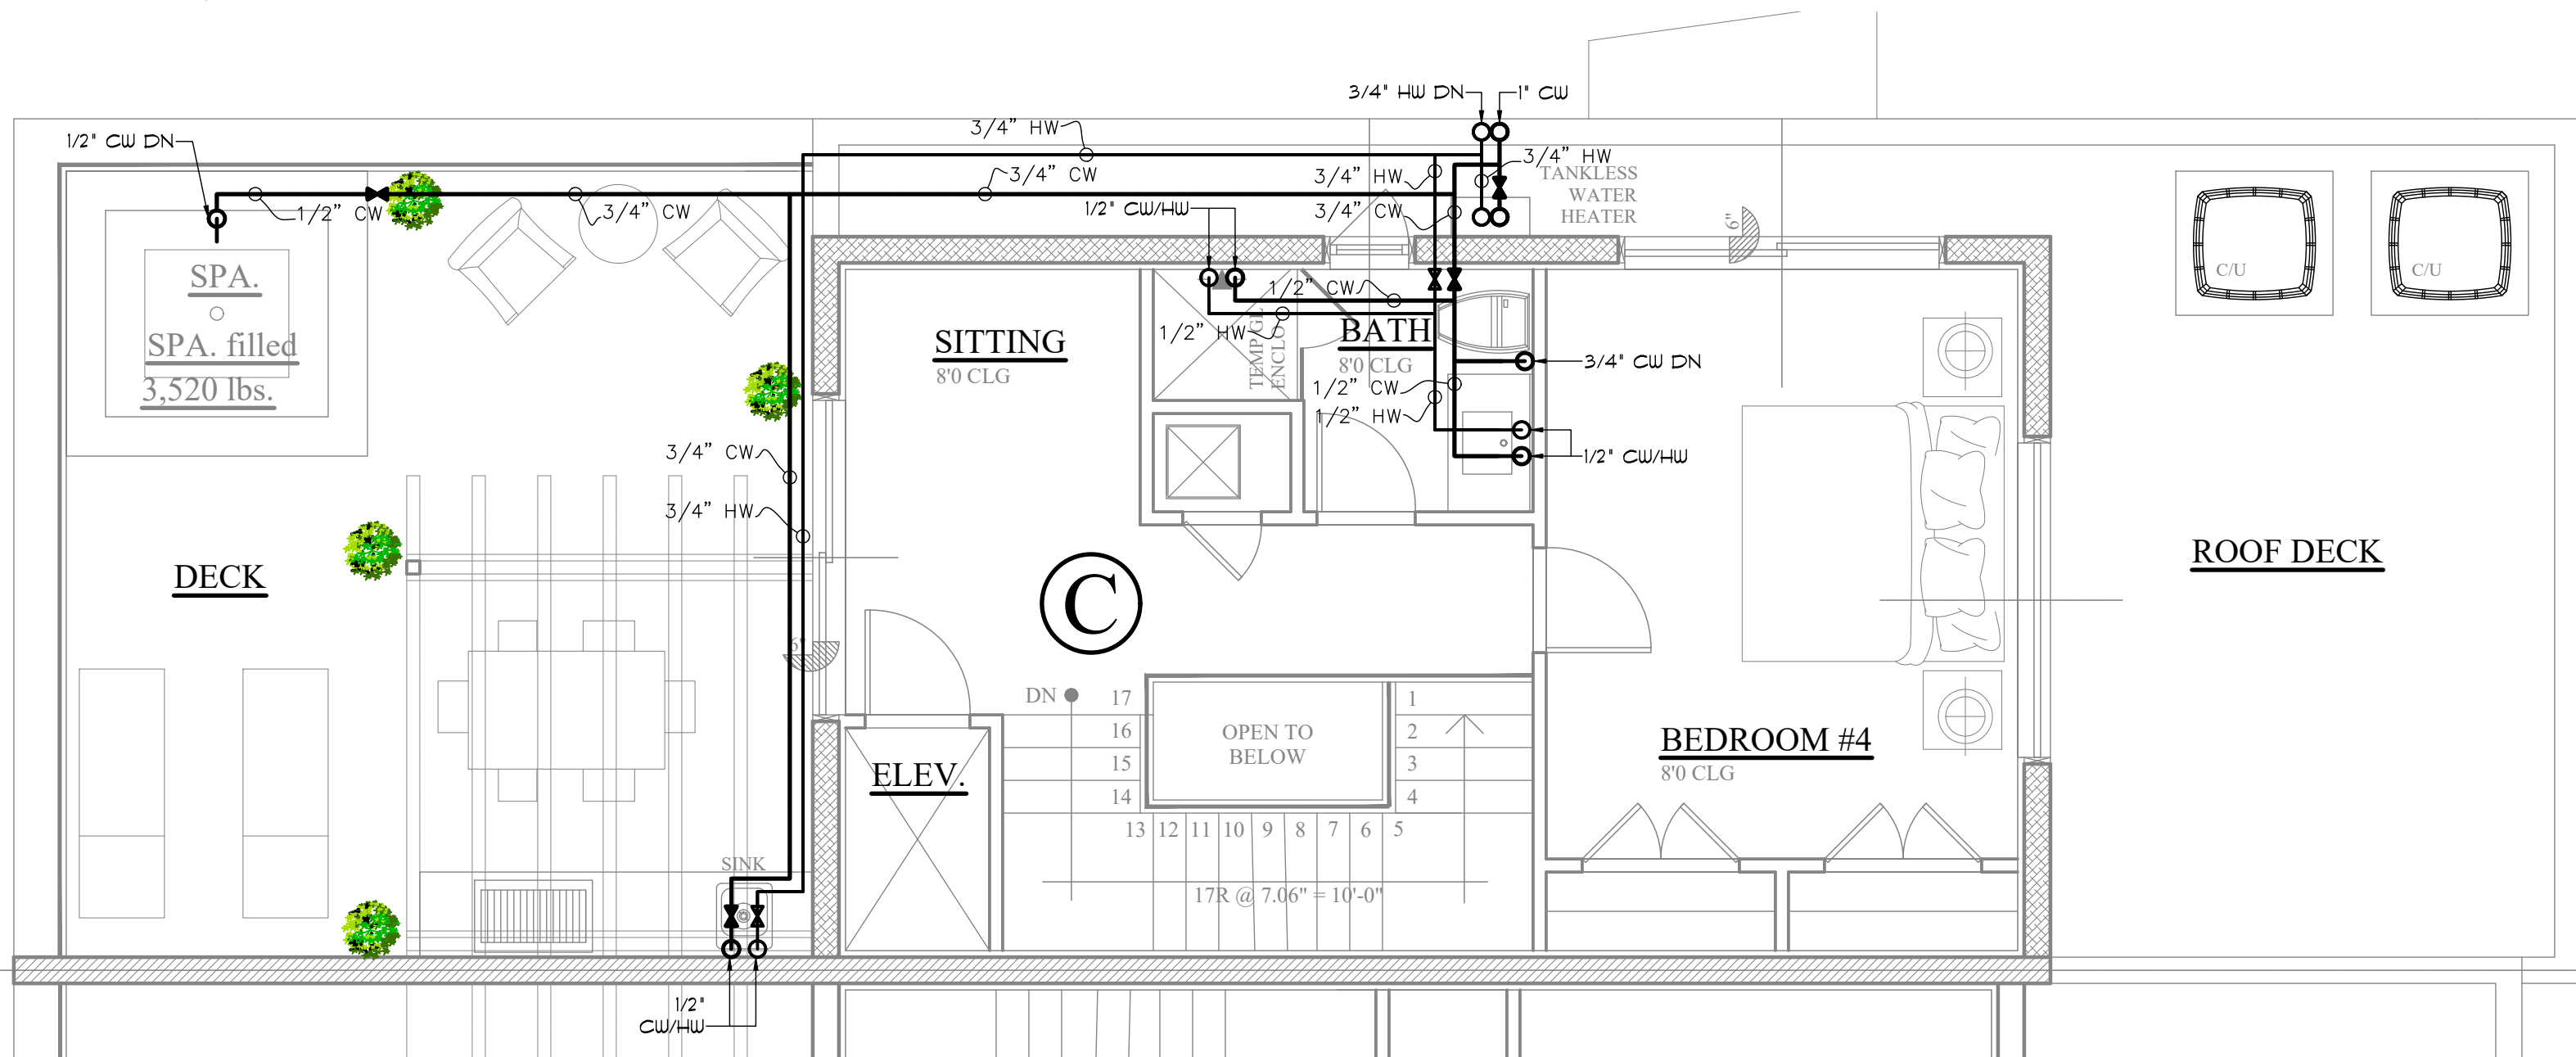 3/4" HW DN
1" CW
1/2" CW DN
3/4" HW
3/4" HW
3/4" CW
3/4" HW
TANKLESS
WATER
HEATER
1/2" CW
3/4" CW
1/2" CW/HW
3/4" CW
6"
SPA.
SPA. filled
3,520 lbs.
C/U
C/U
1/2" CW
1/2" HW
TEMP/GL
ENCLO
SITTING
8'0 CLG
BATH
8'0 CLG
3/4" CW DN
1/2" CW
1/2" HW
1/2" CW/HW
3/4" CW
3/4" HW
DECK
C
ROOF DECK
6"
DN
17
16
15
14
13
12
11
10
9
8
7
6
5
1
2
3
4
OPEN TO
BELOW
BEDROOM #4
8'0 CLG
ELEV.
SINK
17R @ 7.06" = 10'-0"
1/2"
CW/HW